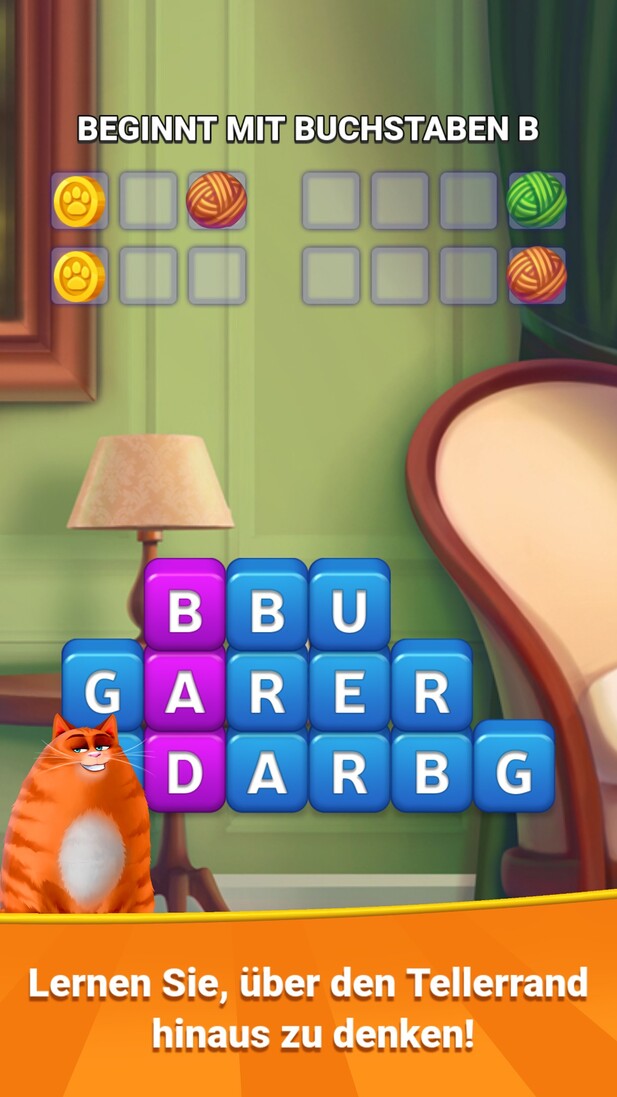 BEGINNT MIT BUCHSTABEN B
B B U
G A R E R
D A R B G
Lernen Sie, über den Tellerrand
hinaus zu denken!